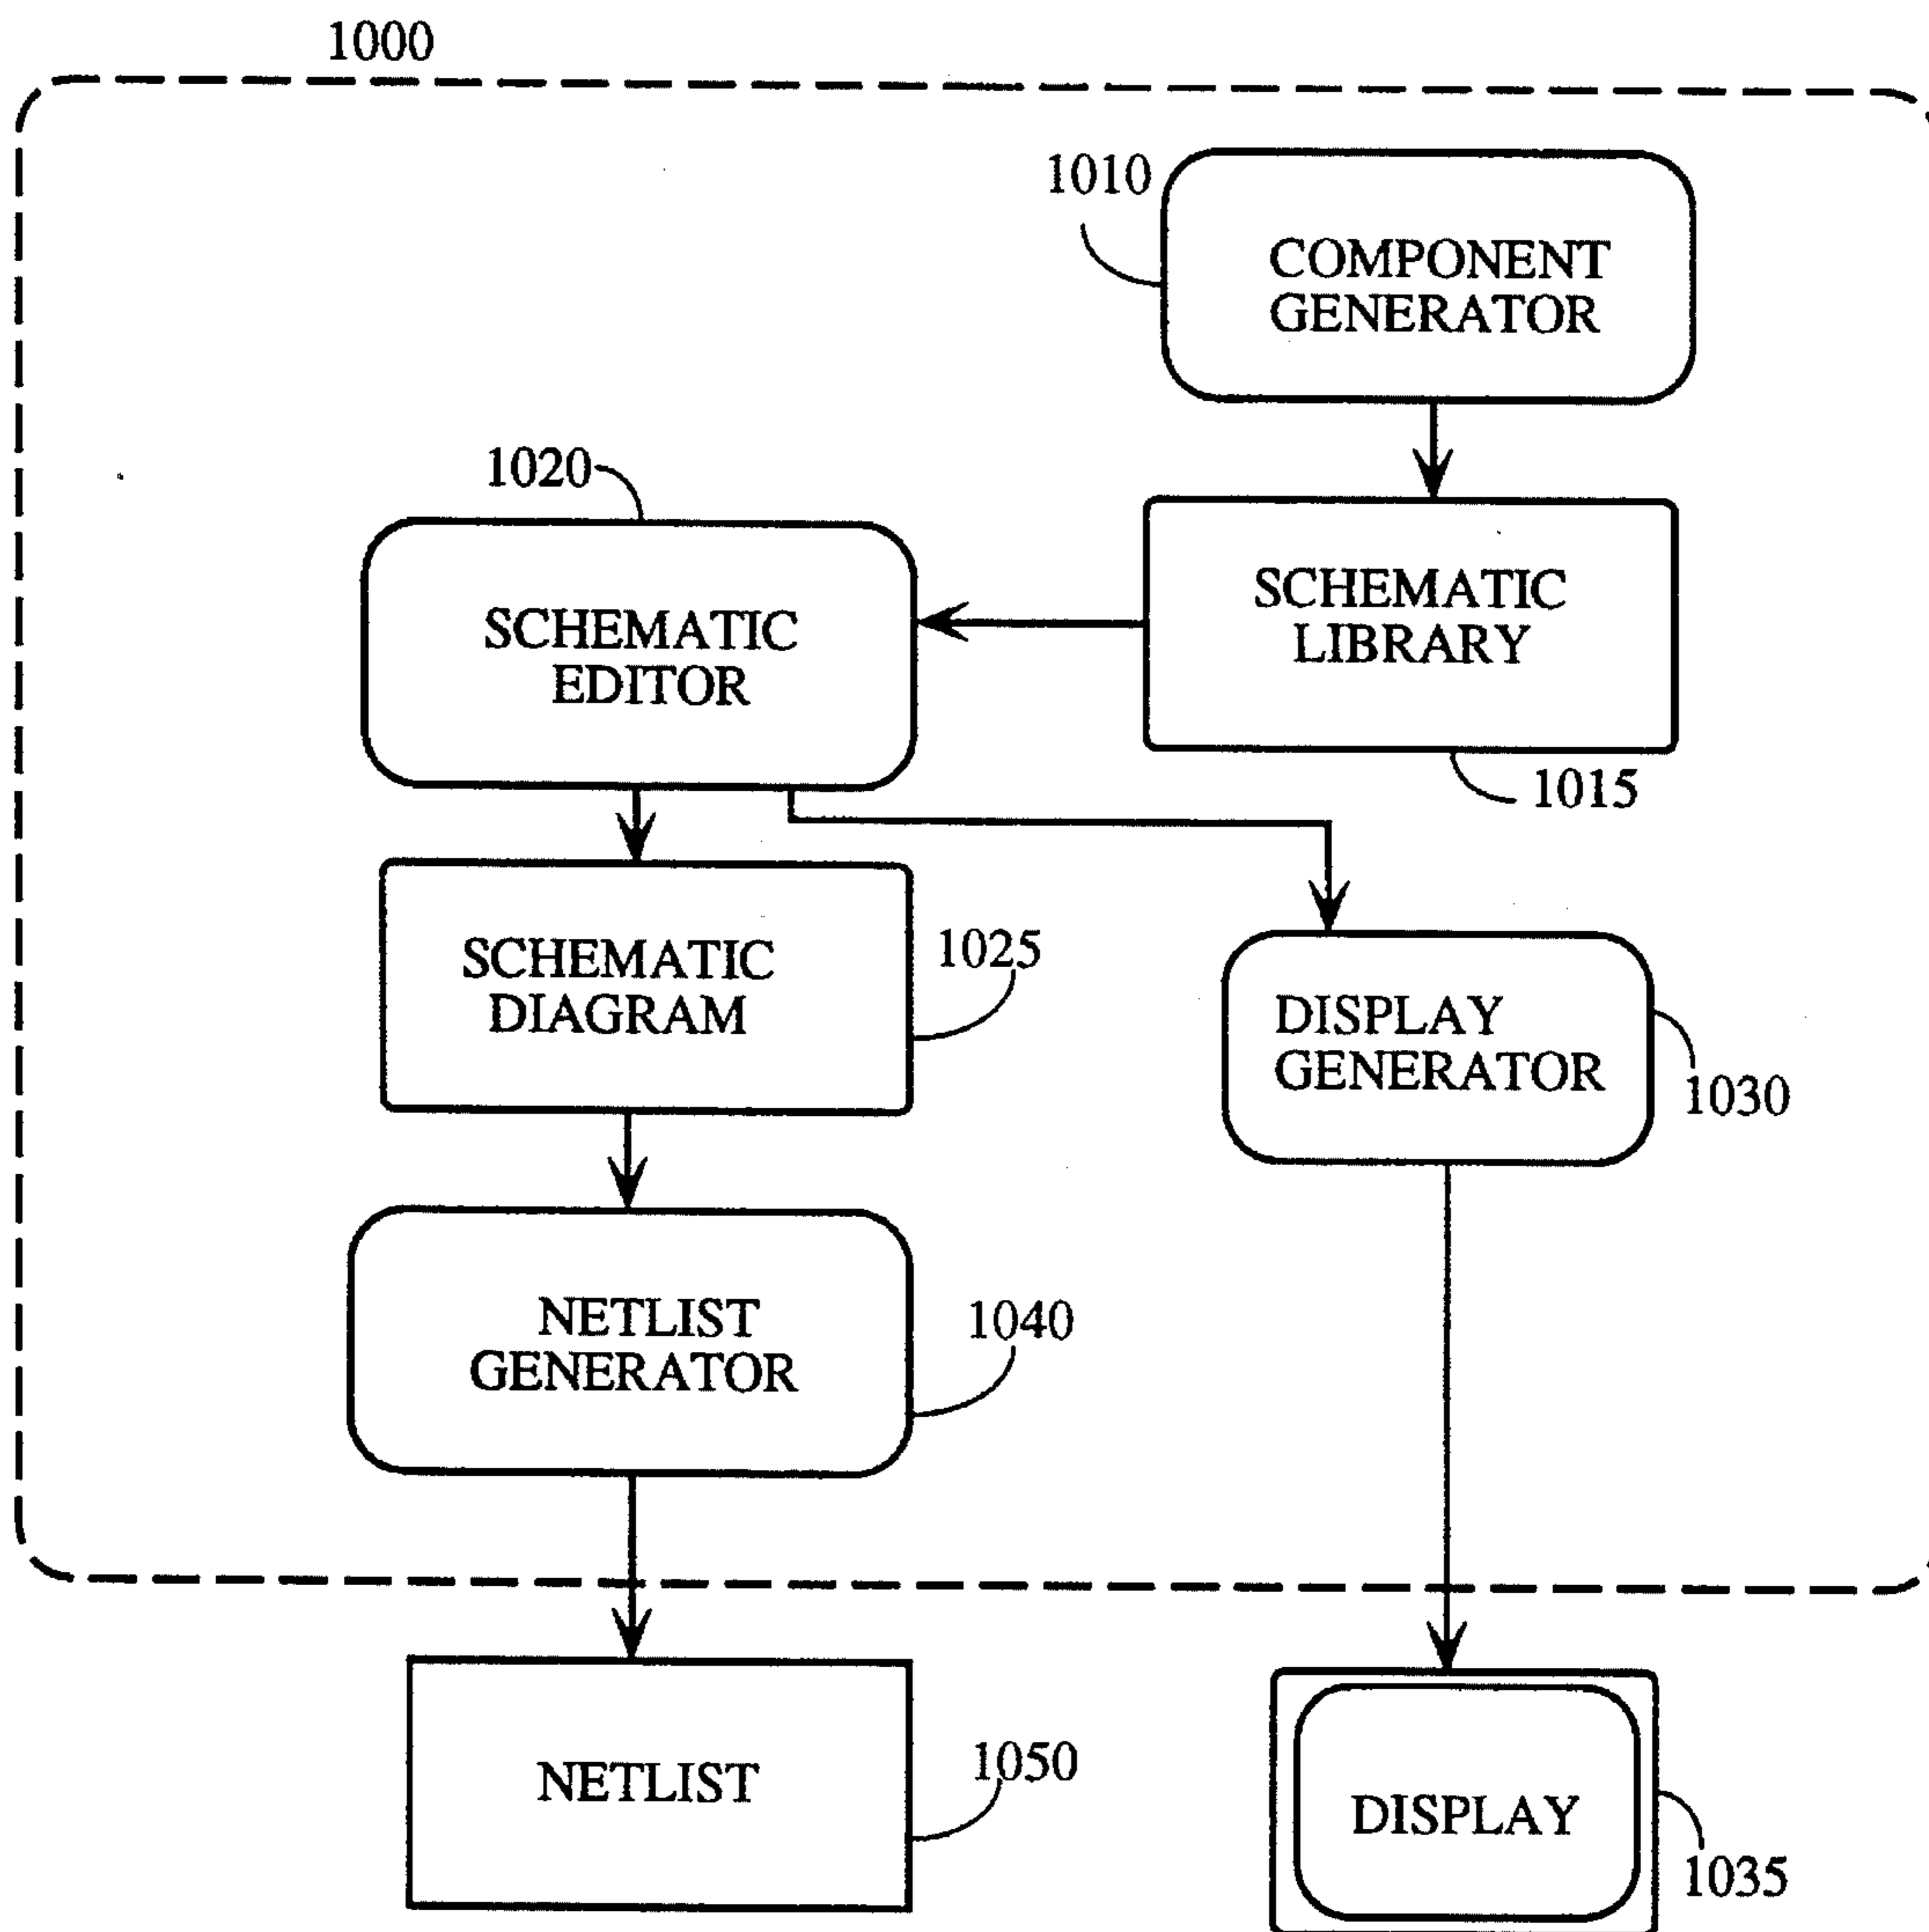 1000
1010
COMPONENT
GENERATOR
1020
SCHEMATIC
EDITOR
SCHEMATIC
LIBRARY
1015
SCHEMATIC
DIAGRAM
1025
DISPLAY
GENERATOR
1030
NETLIST
GENERATOR
1040
NETLIST
1050
DISPLAY
1035